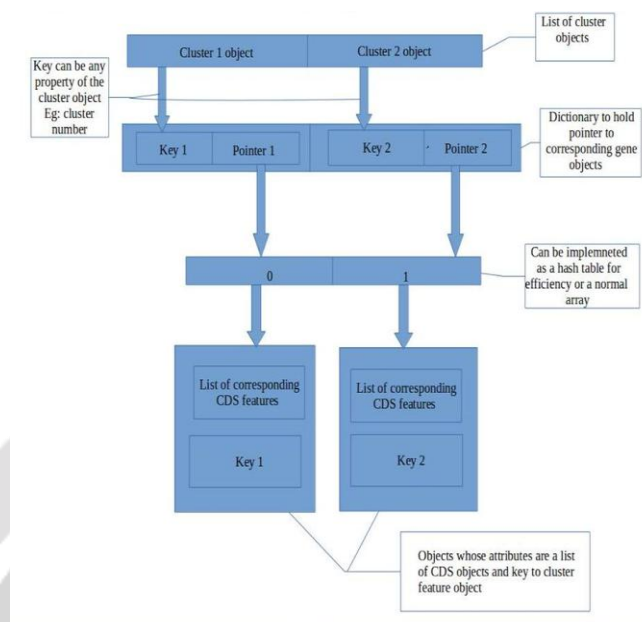 List of cluster
objects
Cluster 1 object
Cluster 2 object
Key can be any
property of the
cluster object
Eg: cluster
number
Dictionary to hold
pointer to
corresponding gene
objects
Key 1
Pointer 1
Key 2
Pointer 2
Can be implemneted
as a hash table for
efficiency or a normal
array
0
1
List of corresponding
CDS features
List of corresponding
CDS features
Key 1
Key 2
Objects whose attributes are a list
of CDS objects and key to cluster
feature object